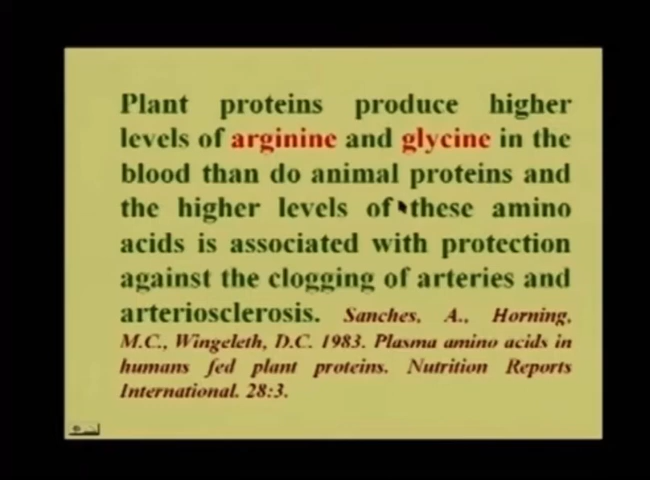 Plant proteins produce higher
levels of arginine and glycine in the
blood than do animal proteins and
the higher levels of these amino
acids is associated with protection
against the clogging of arteries and
arteriosclerosis. Sanches, A., Horning,
M.C., Wingeleth, D.C. 1983. Plasma amino acids in
humans fed plant proteins. Nutrition Reports
International. 28:3.